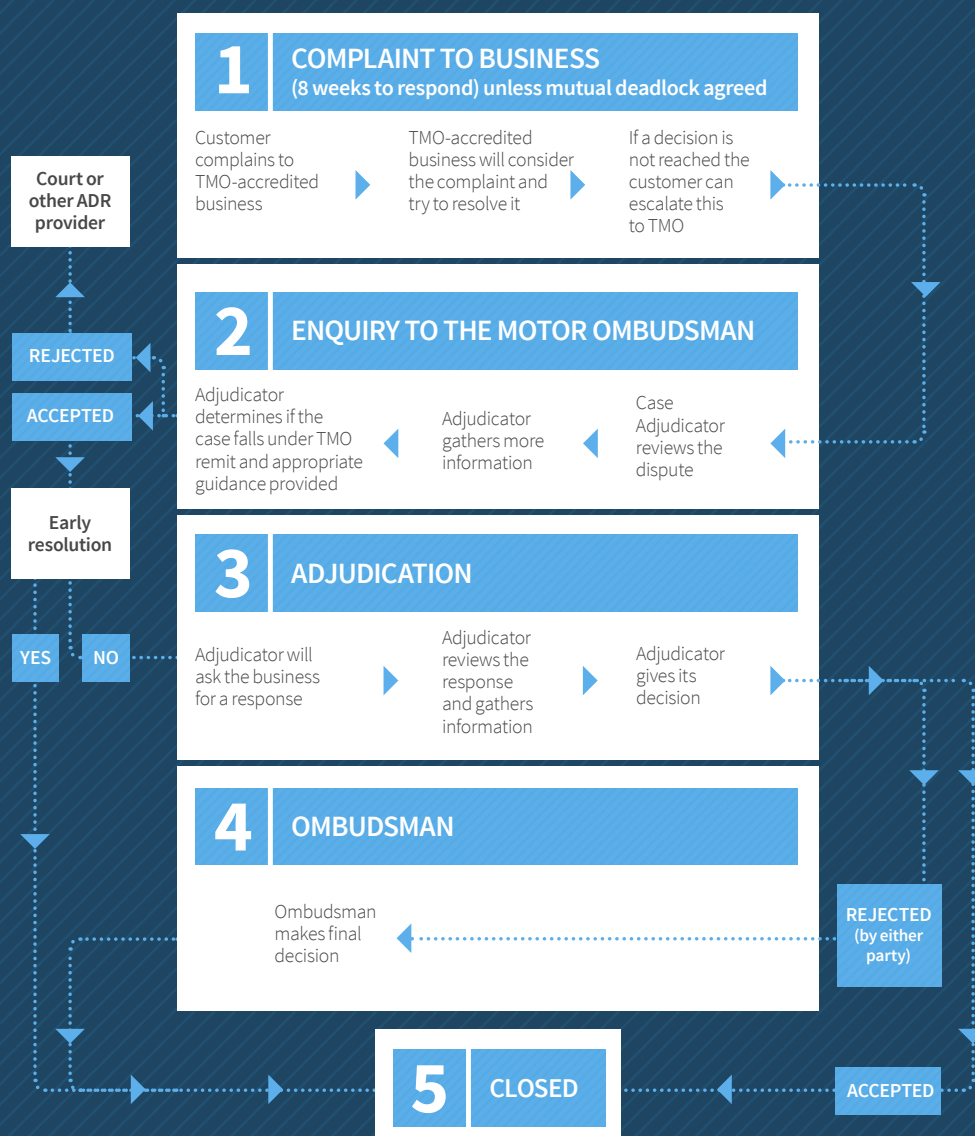 1
COMPLAINT TO BUSINESS
(8 weeks to respond) unless mutual deadlock agreed
Customer
complains to
TMO-accredited
business
TMO-accredited
business will consider
the complaint and
try to resolve it
If a decision is
not reached the
customer can
escalate this
to TMO
Court or
other ADR
provider
2
ENQUIRY TO THE MOTOR OMBUDSMAN
REJECTED
ACCEPTED
Adjudicator
determines if the
case falls under TMO
remit and appropriate
guidance provided
Adjudicator
gathers more
information
Case
Adjudicator
reviews the
dispute
Early
resolution
YES
NO
3
ADJUDICATION
Adjudicator will
ask the business
for a response
Adjudicator
reviews the
response
and gathers
information
Adjudicator
gives its
decision
4
OMBUDSMAN
Ombudsman
makes final
decision
REJECTED
(by either
party)
5
CLOSED
ACCEPTED